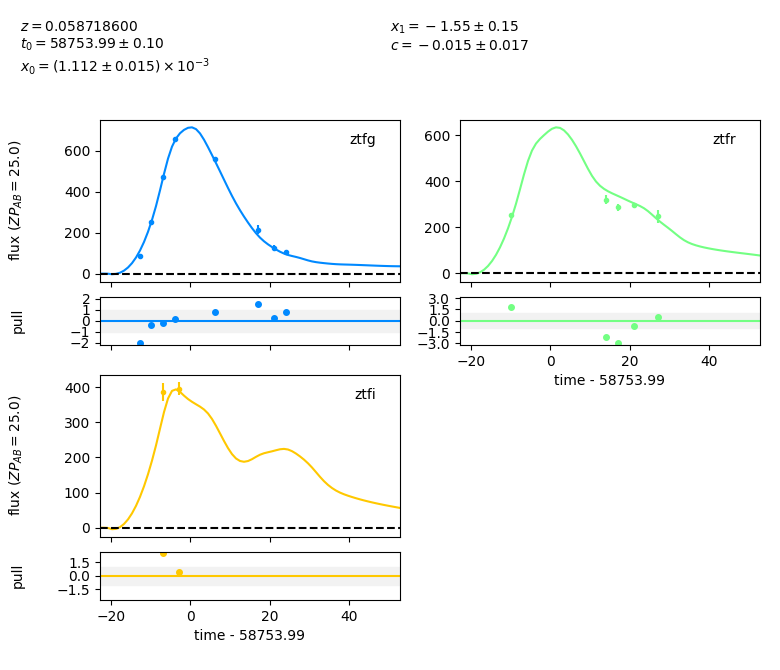 z = 0.058718600
t₀ = 58753.99 ± 0.10
x₀ = (1.112 ± 0.015) × 10⁻³
x₁ = −1.55 ± 0.15
c = −0.015 ± 0.017
flux (ZP_AB = 25.0)
600
400
200
0
ztfg
600
400
200
0
ztfr
pull
2
1
0
−1
−2
3.0
1.5
0.0
−1.5
−3.0
−20 0 20 40
time - 58753.99
flux (ZP_AB = 25.0)
400
300
200
100
0
ztfi
pull
1.5
0.0
−1.5
−20 0 20 40
time - 58753.99